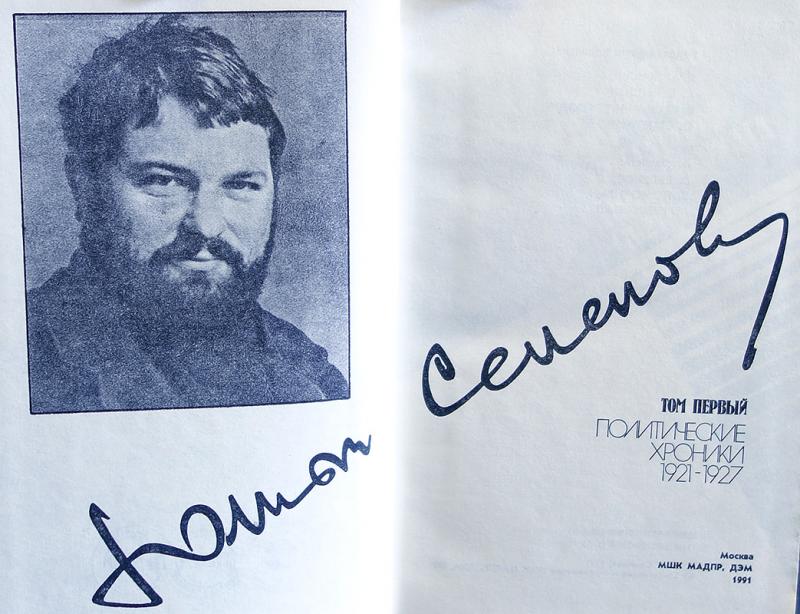 Юлиан
Семенов
ТОМ ПЕРВЫЙ
ПОЛИТИЧЕСКИЕ
ХРОНИКИ
1921-1927
Москва
МШК МАДПР, ДЭМ
1991